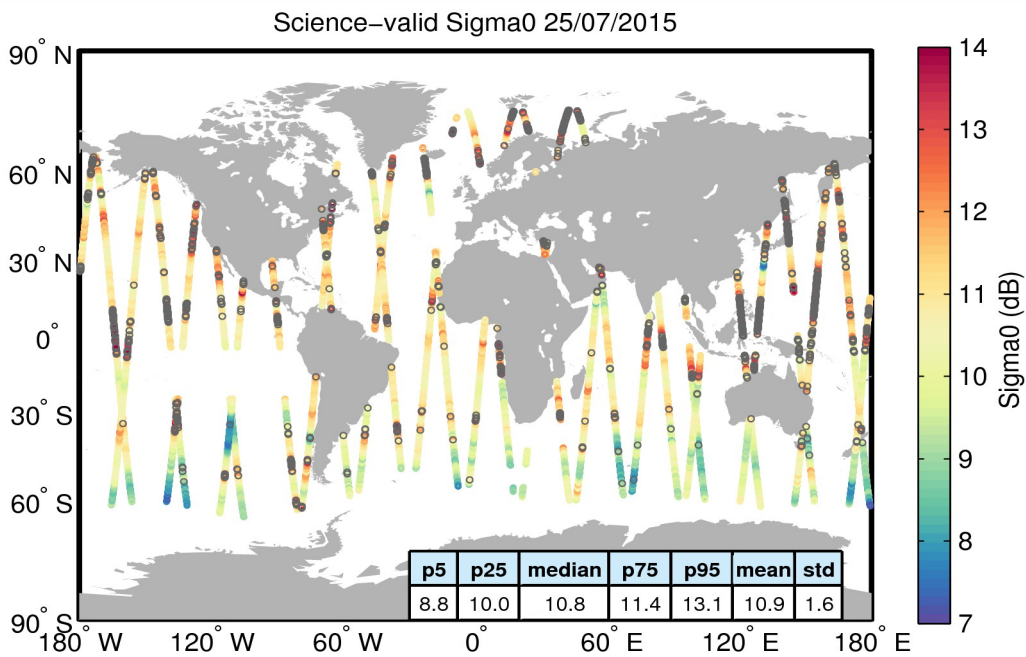 Science−valid Sigma0 25/07/2015
90° N
60° N
30° N
0°
30° S
60° S
90° S
180° W
120° W
60° W
0°
60° E
120° E
180° E
14
13
12
11
10
9
8
7
Sigma0 (dB)
p5 p25 median p75 p95 mean std
8.8 10.0 10.8 11.4 13.1 10.9 1.6